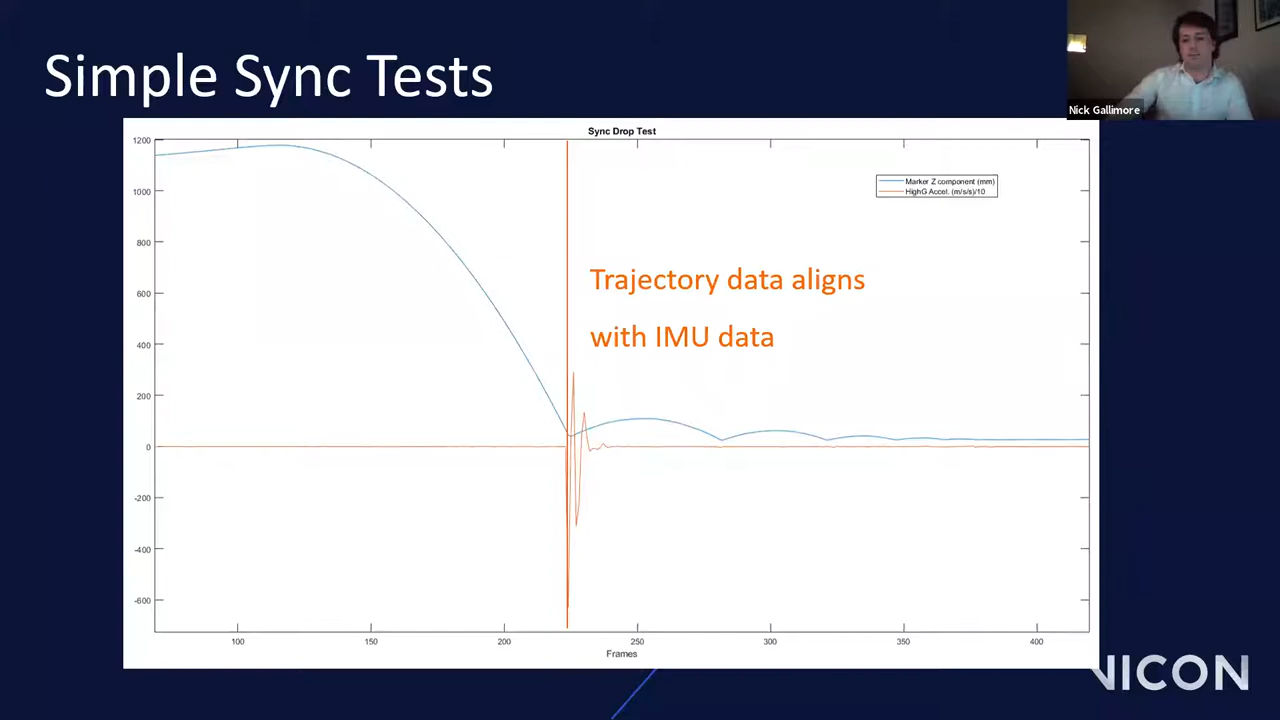 Simple Sync Tests
Nick Gallimore
Sync Drop Test
1200
1000
800
600
400
200
0
-200
-400
-600
Marker Z component (mm)
HighG Accel. (m/s/s)/10
Trajectory data aligns
with IMU data
100
150
200
250
300
350
400
Frames
VICON